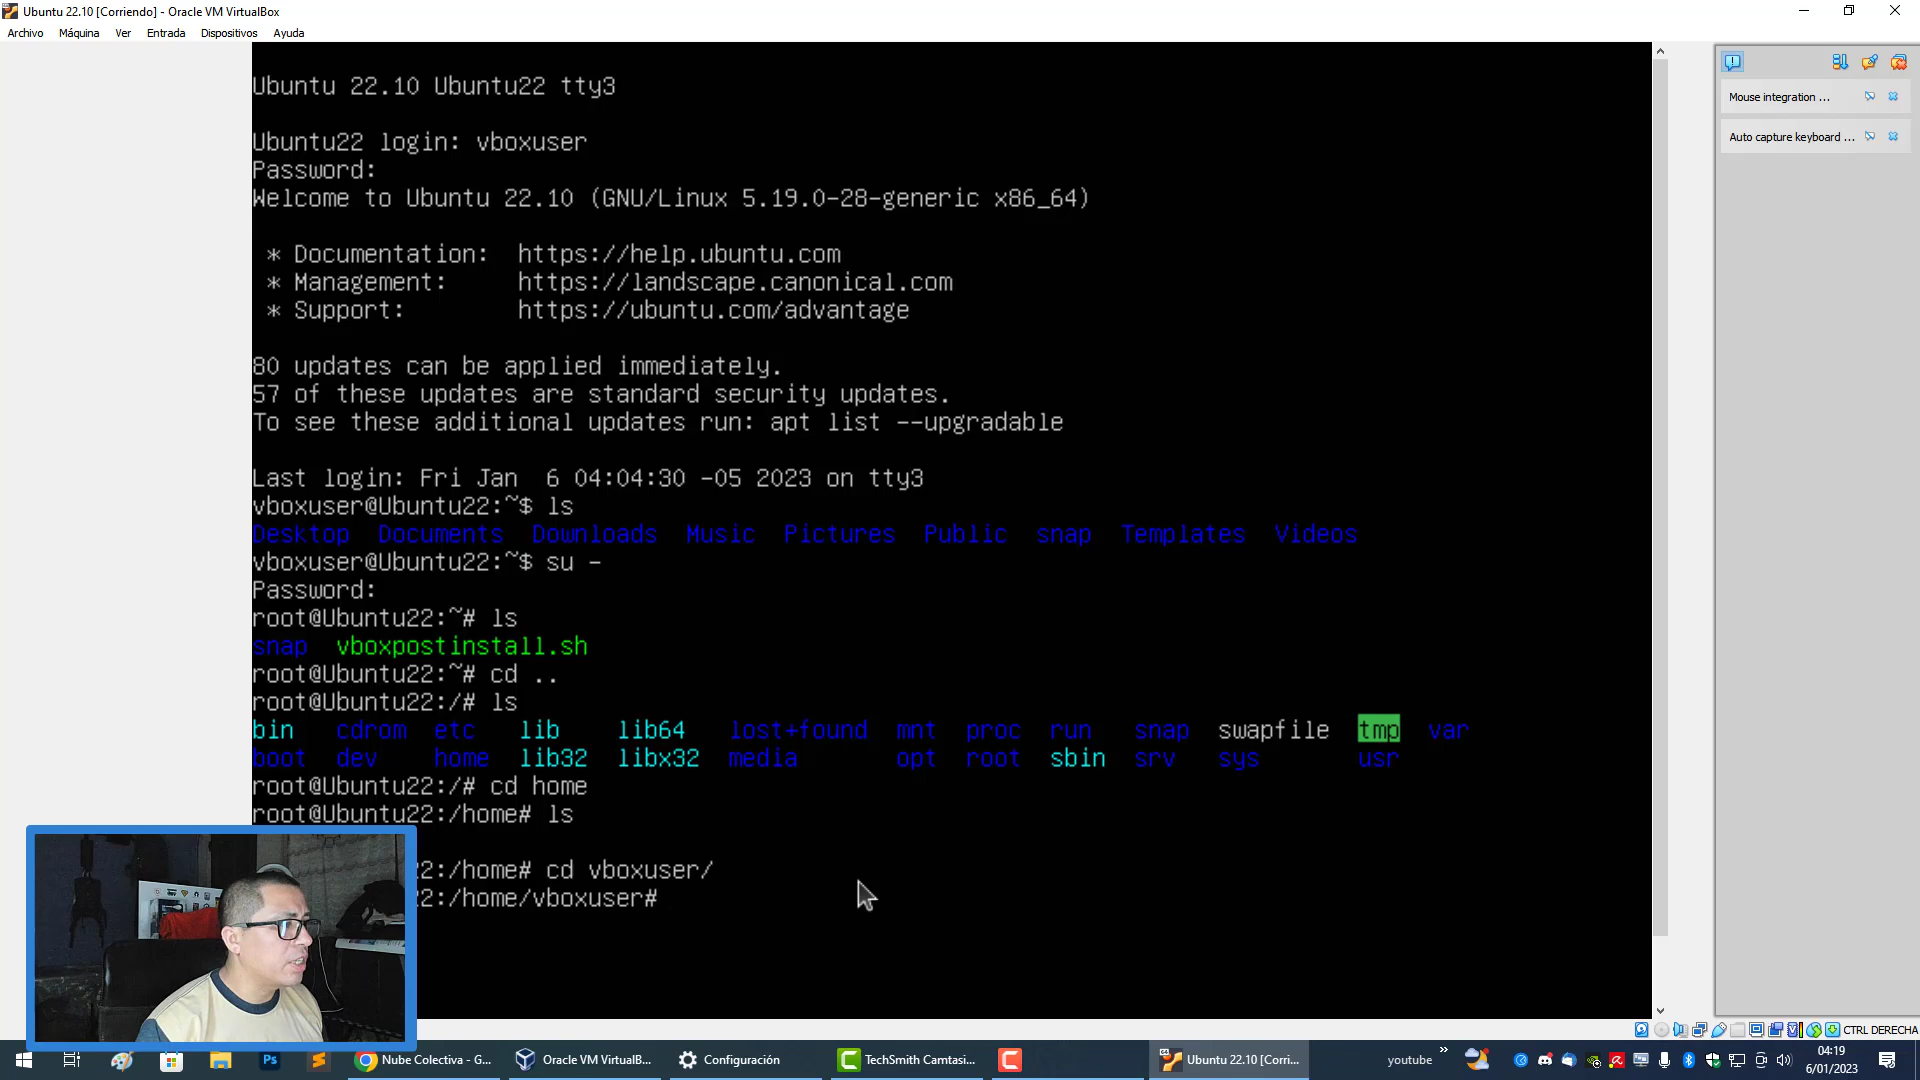 Ubuntu 22.10 [Corriendo] - Oracle VM VirtualBox
Archivo Máquina Ver Entrada Dispositivos Ayuda
Ubuntu 22.10 Ubuntu22 tty3
Ubuntu22 login: vboxuser
Password:
Welcome to Ubuntu 22.10 (GNU/Linux 5.19.0-28-generic x86_64)
* Documentation: https://help.ubuntu.com
* Management: https://landscape.canonical.com
* Support: https://ubuntu.com/advantage
80 updates can be applied immediately.
57 of these updates are standard security updates.
To see these additional updates run: apt list --upgradable
Last login: Fri Jan 6 04:04:30 -05 2023 on tty3
vboxuser@Ubuntu22:~$ ls
Desktop Documents Downloads Music Pictures Public snap Templates Videos
vboxuser@Ubuntu22:~$ su -
Password:
root@Ubuntu22:~# ls
snap vboxpostinstall.sh
root@Ubuntu22:~# cd ..
root@Ubuntu22:/# ls
bin cdrom etc lib lib64 lost+found mnt proc run snap swapfile tmp var
boot dev home lib32 libx32 media opt root sbin srv sys usr
root@Ubuntu22:/# cd home
root@Ubuntu22:/home# ls
22:/home# cd vboxuser/
22:/home/vboxuser#
Mouse integration ...
Auto capture keyboard ...
CTRL DERECHA
Nube Colectiva - G...
Oracle VM VirtualB...
Configuración
TechSmith Camtasi...
Ubuntu 22.10 [Corri...
youtube
04:19
6/01/2023